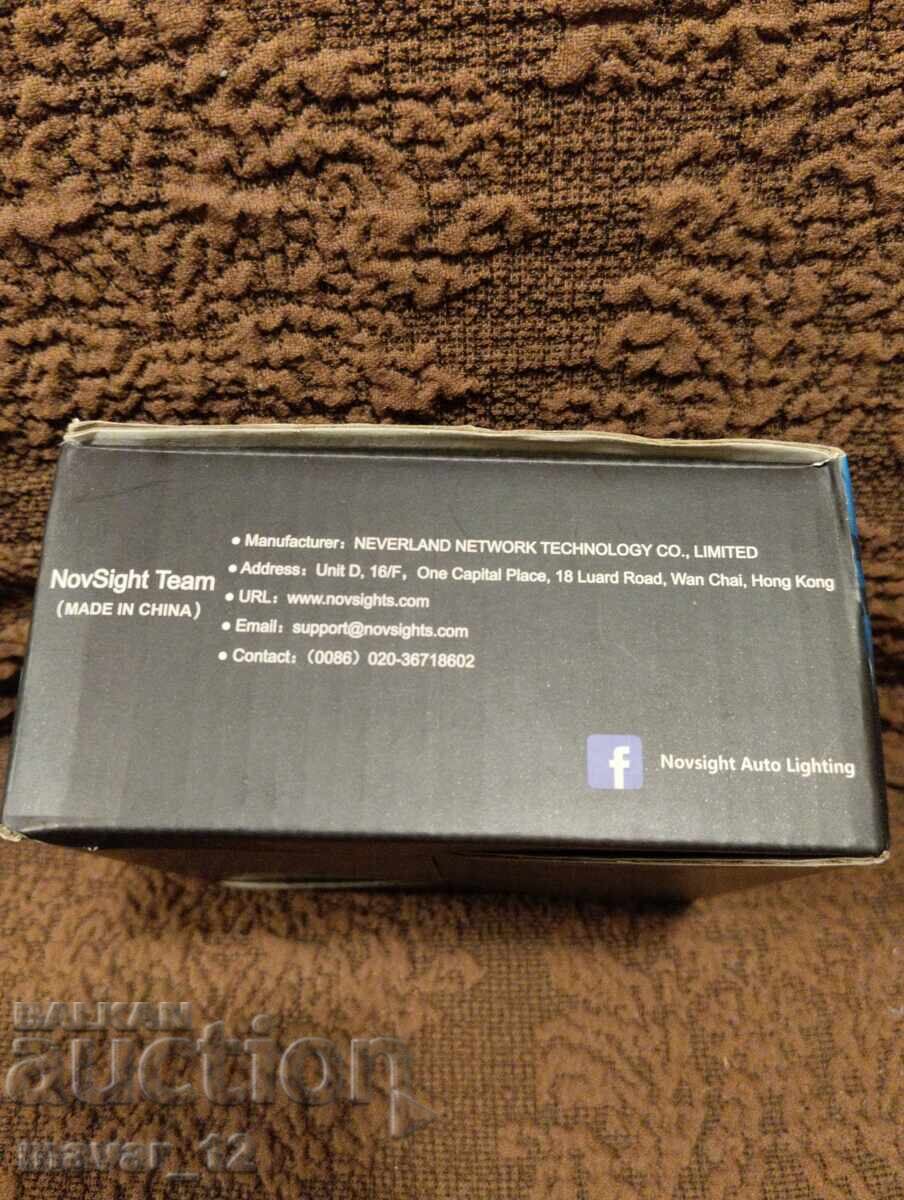 NovSight Team
(MADE IN CHINA)
● Manufacturer: NEVERLAND NETWORK TECHNOLOGY CO., LIMITED
● Address: Unit D, 16/F, One Capital Place, 18 Luard Road, Wan Chai, Hong Kong
● URL: www.novsights.com
● Email: support@novsights.com
● Contact: (0086) 020-36718602
f Novsight Auto Lighting
BALKAN
auction
mavar_12